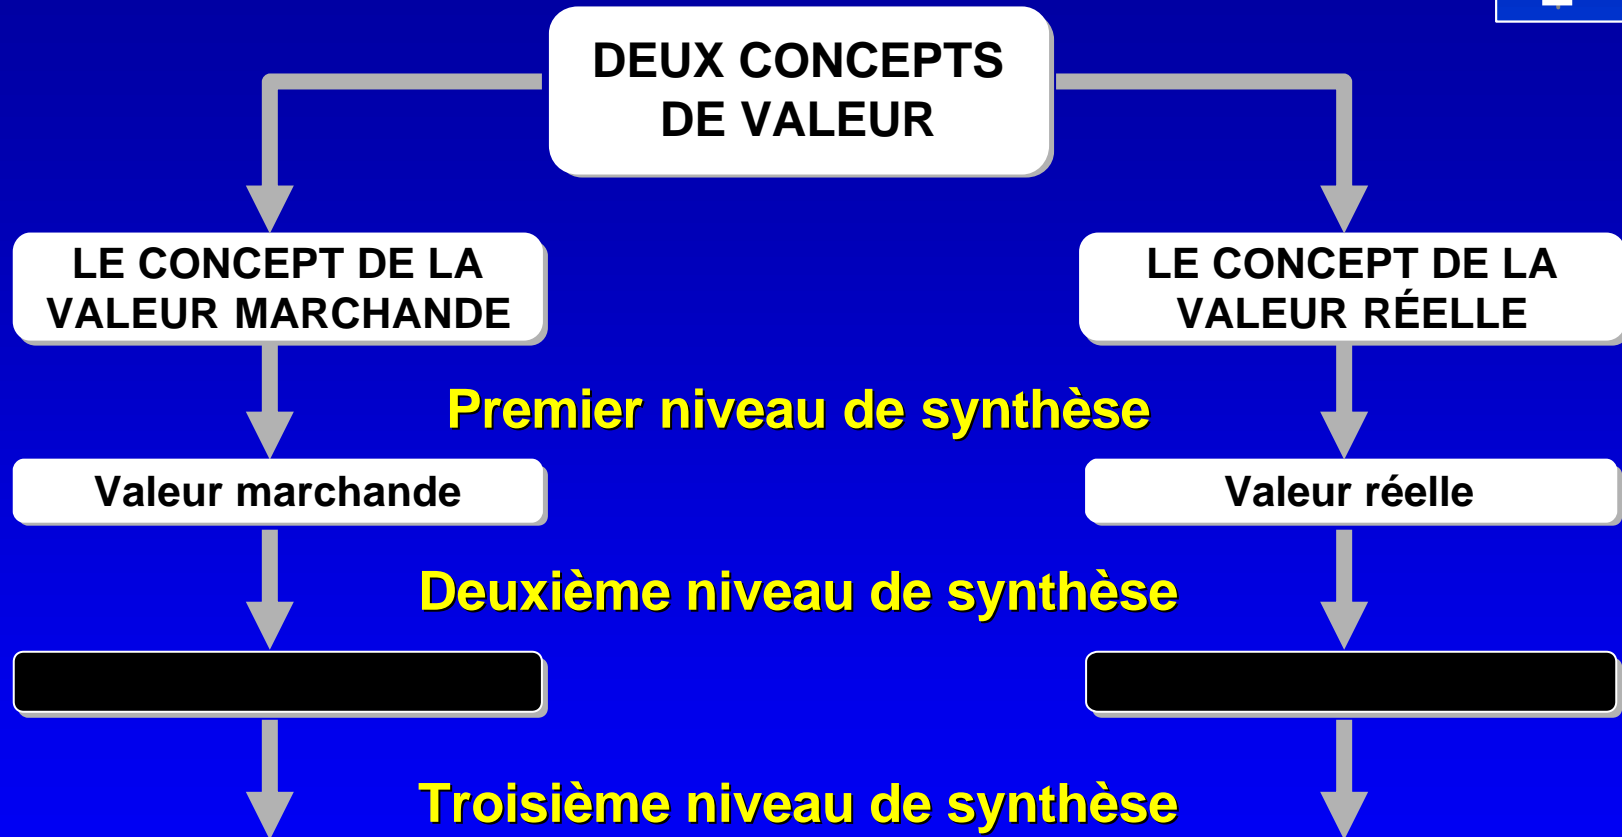 DEUX CONCEPTS
DE VALEUR
LE CONCEPT DE LA
VALEUR MARCHANDE
LE CONCEPT DE LA
VALEUR RÉELLE
Premier niveau de synthèse
Valeur marchande
Valeur réelle
Deuxième niveau de synthèse
Troisième niveau de synthèse